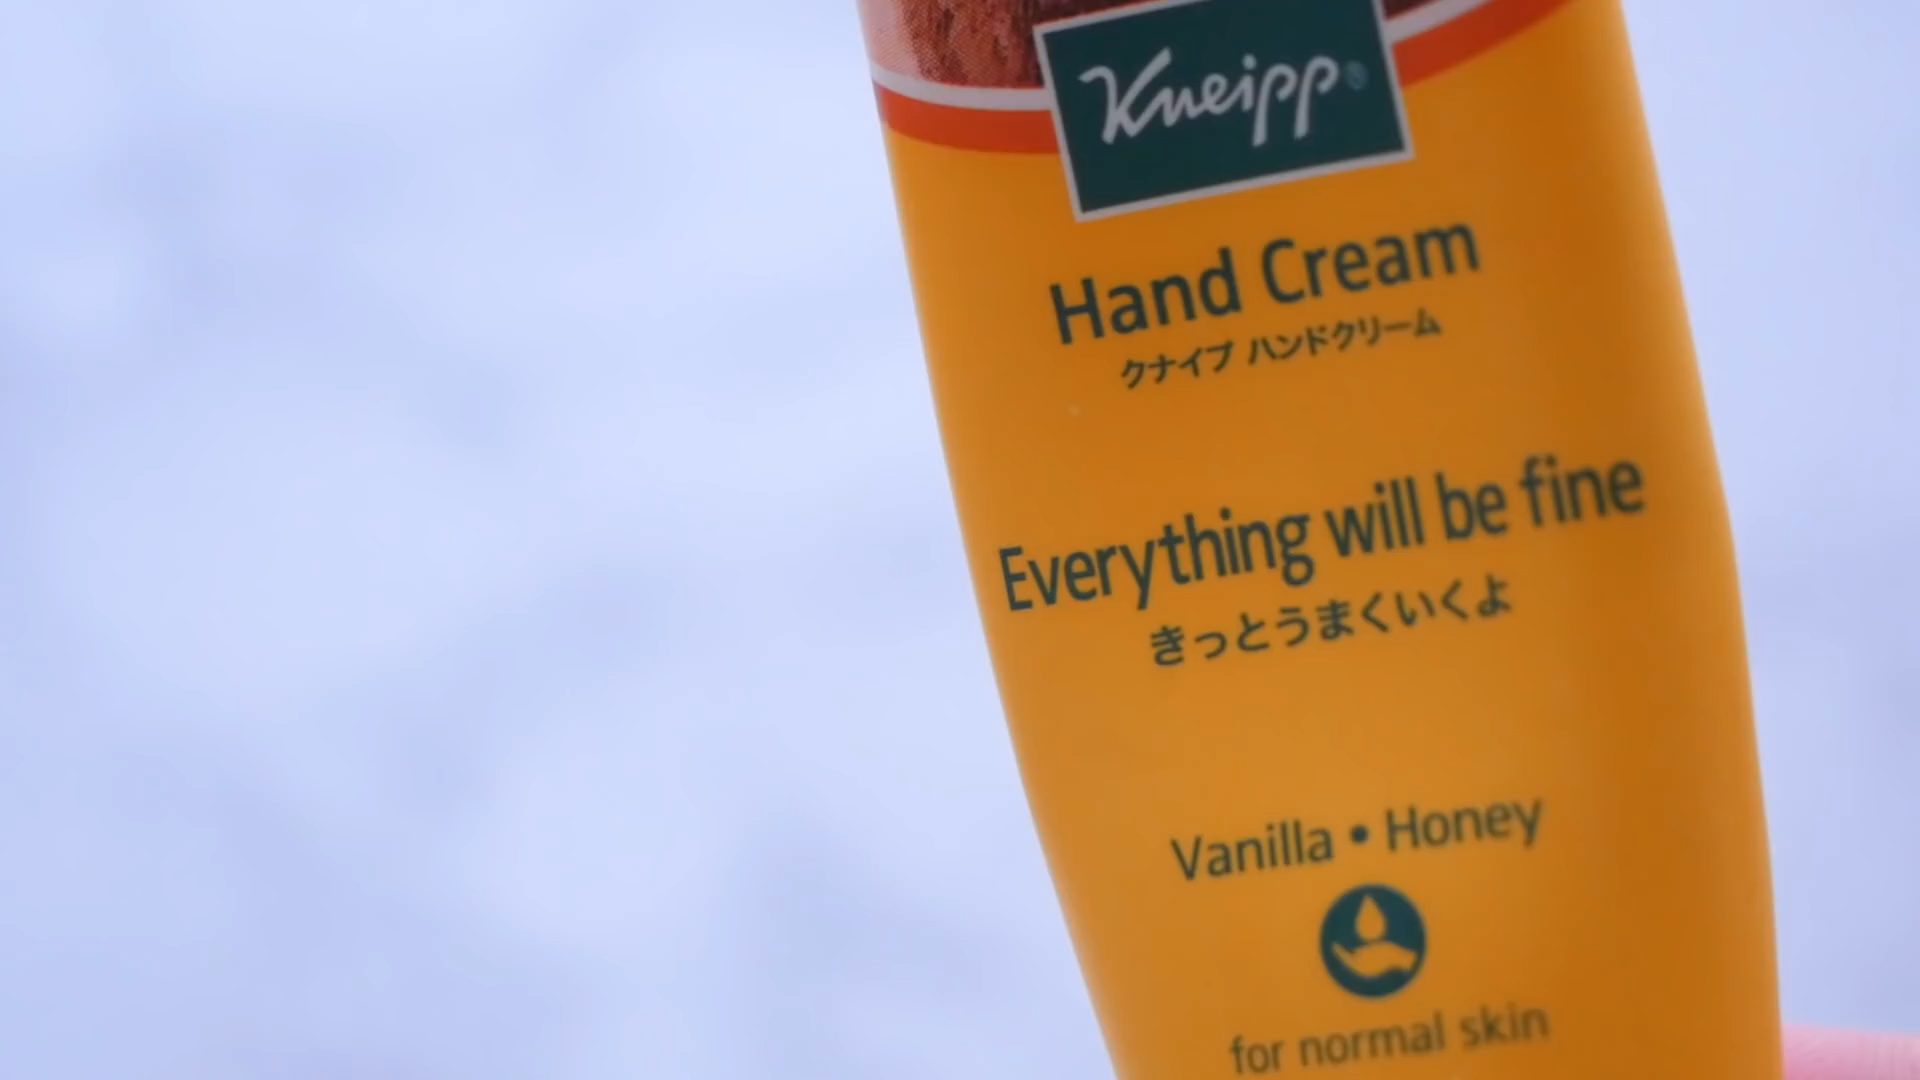 Kneipp®
Hand Cream
クナイプ ハンドクリーム
Everything will be fine
きっとうまくいくよ
Vanilla • Honey
for normal skin